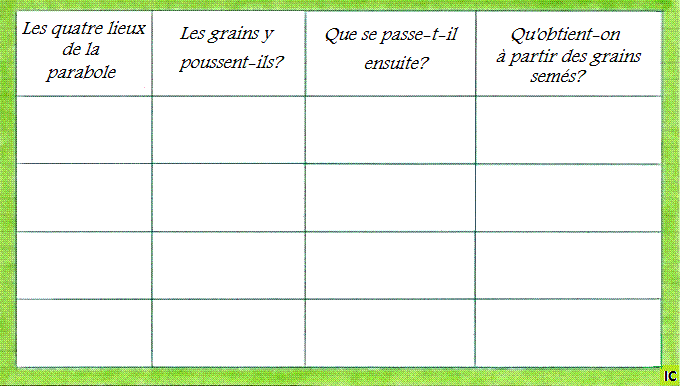 Les quatre lieux
de la
parabole
Les grains y
poussent-ils?
Que se passe-t-il
ensuite?
Qu'obtient-on
à partir des grains
semés?
IC